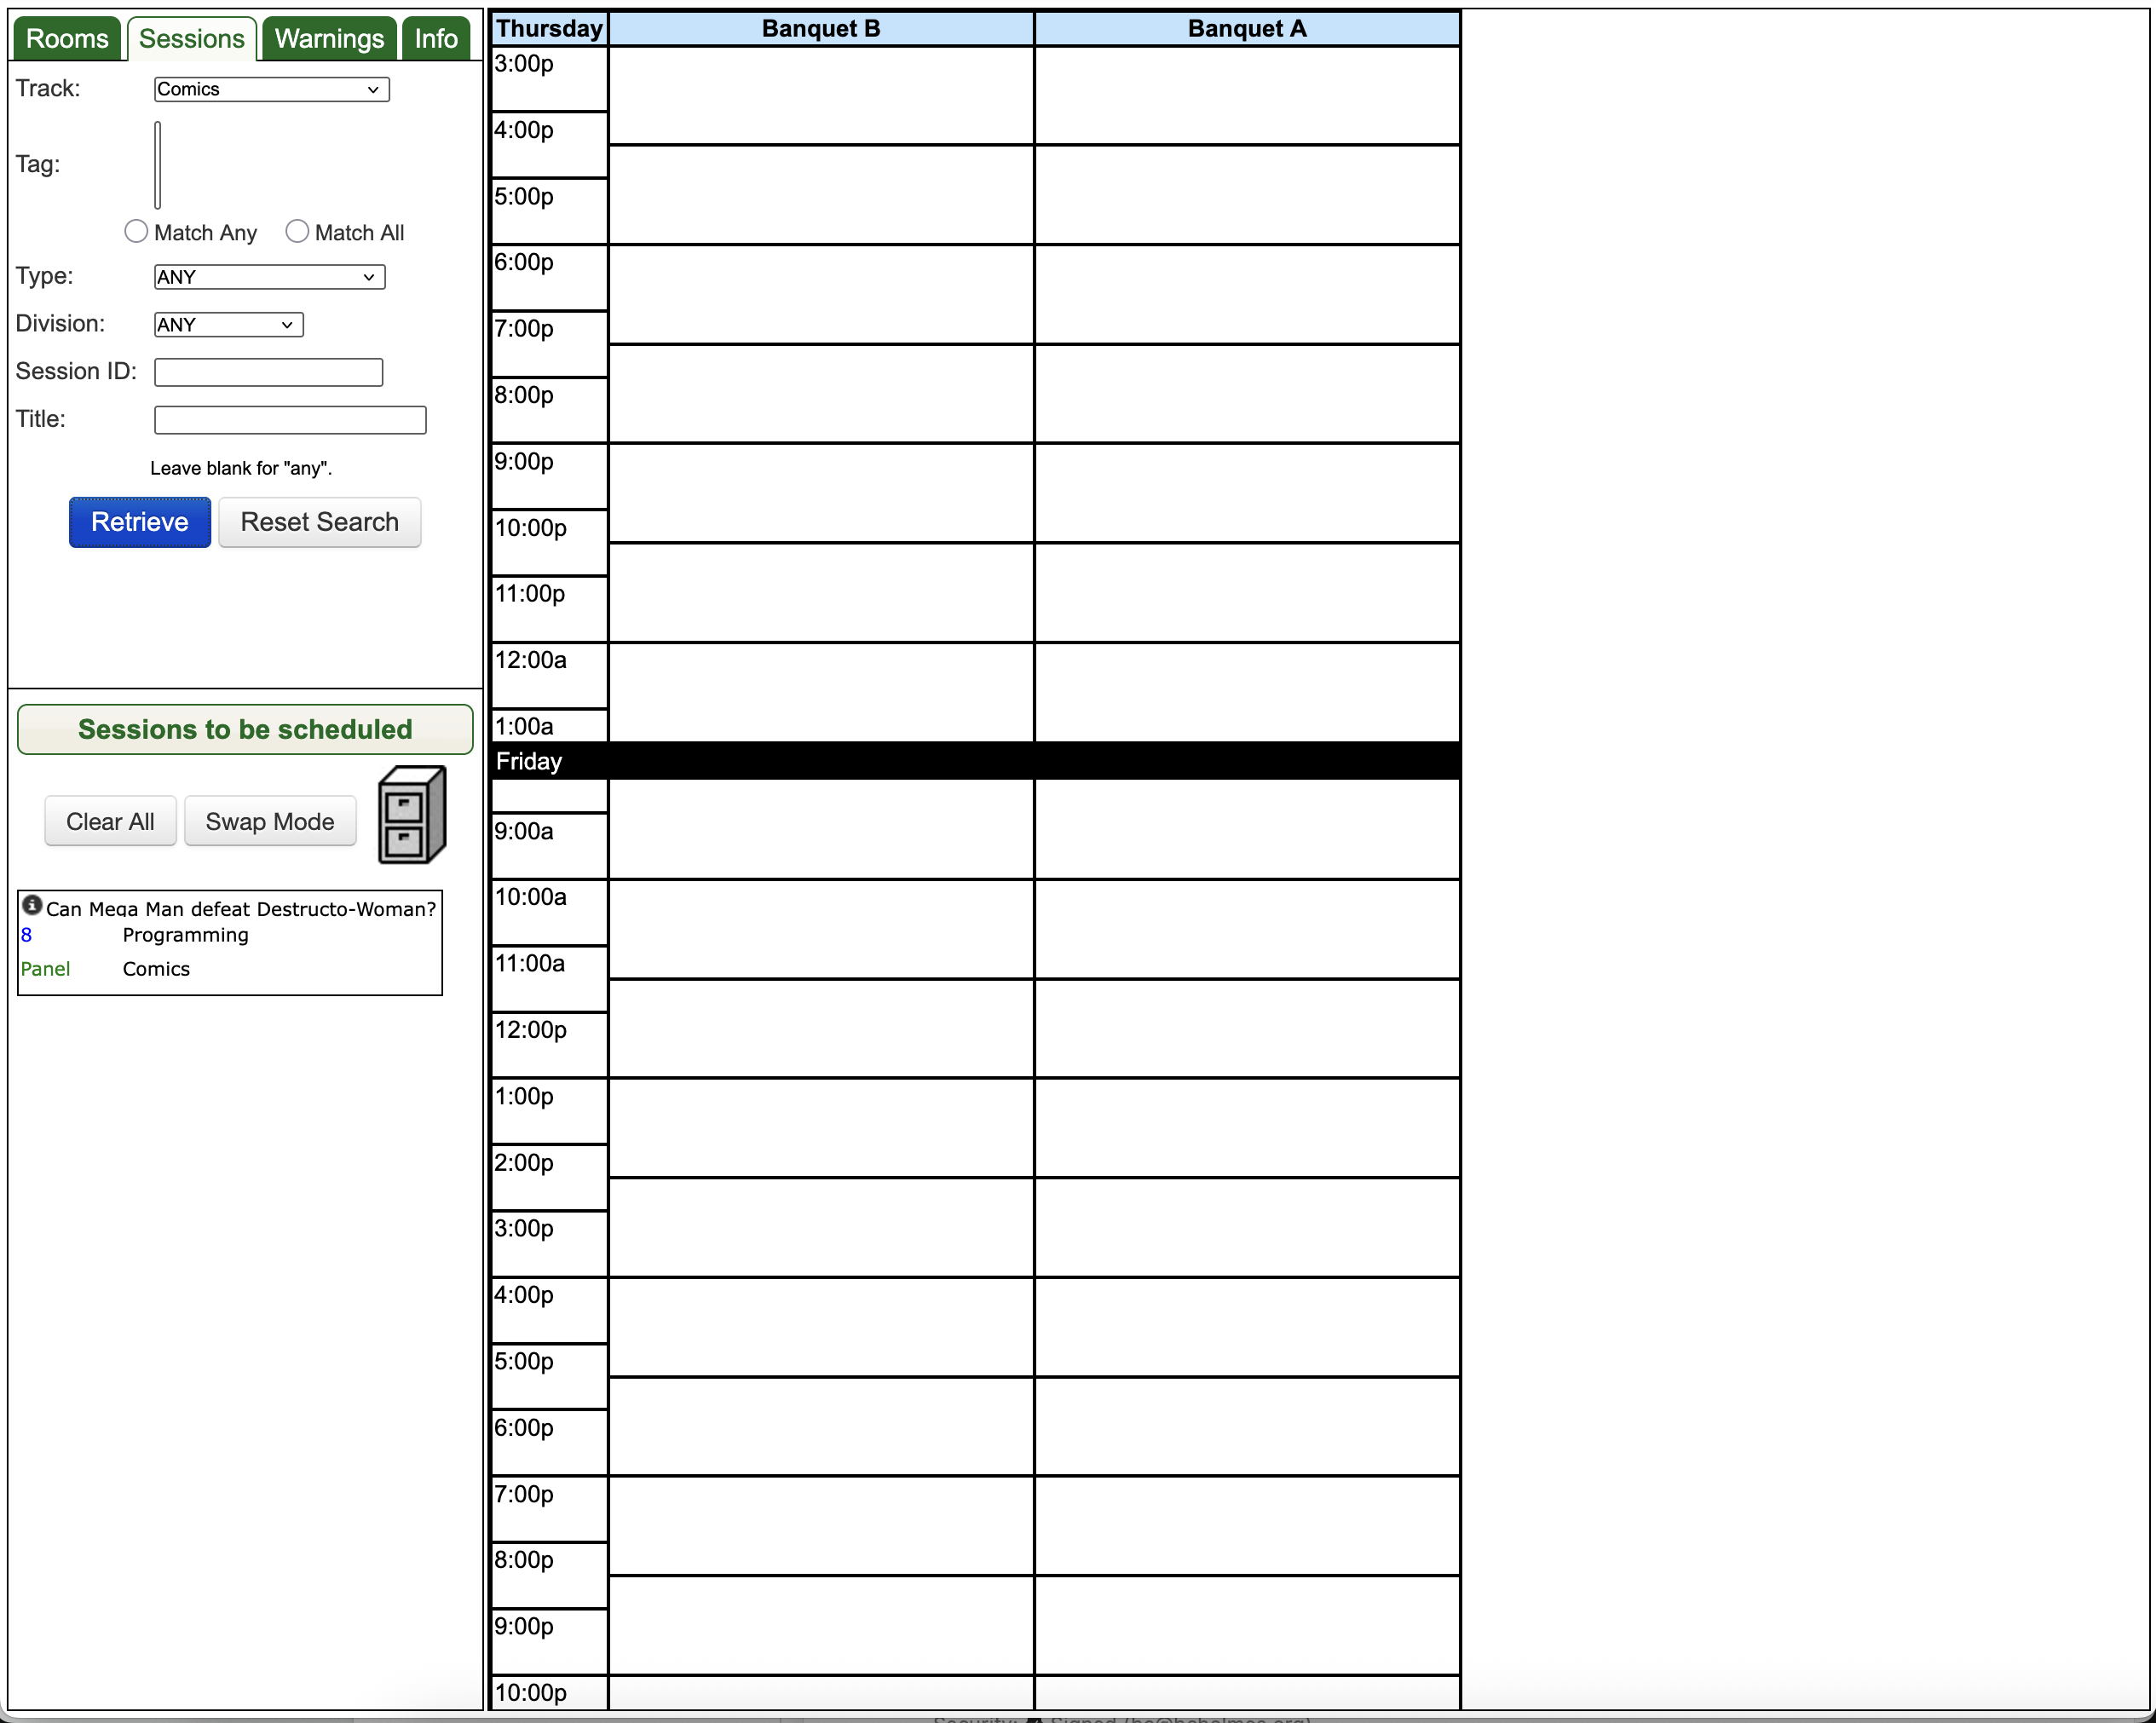 Rooms Sessions Warnings Info
Track: Comics
Tag:
Match Any Match All
Type: ANY
Division: ANY
Session ID:
Title:
Leave blank for "any".
Retrieve Reset Search
Sessions to be scheduled
Clear All Swap Mode
Can Mega Man defeat Destructo-Woman?
8 Programming
Panel Comics
Thursday Banquet B Banquet A
3:00p
4:00p
5:00p
6:00p
7:00p
8:00p
9:00p
10:00p
11:00p
12:00a
1:00a
Friday
9:00a
10:00a
11:00a
12:00p
1:00p
2:00p
3:00p
4:00p
5:00p
6:00p
7:00p
8:00p
9:00p
10:00p